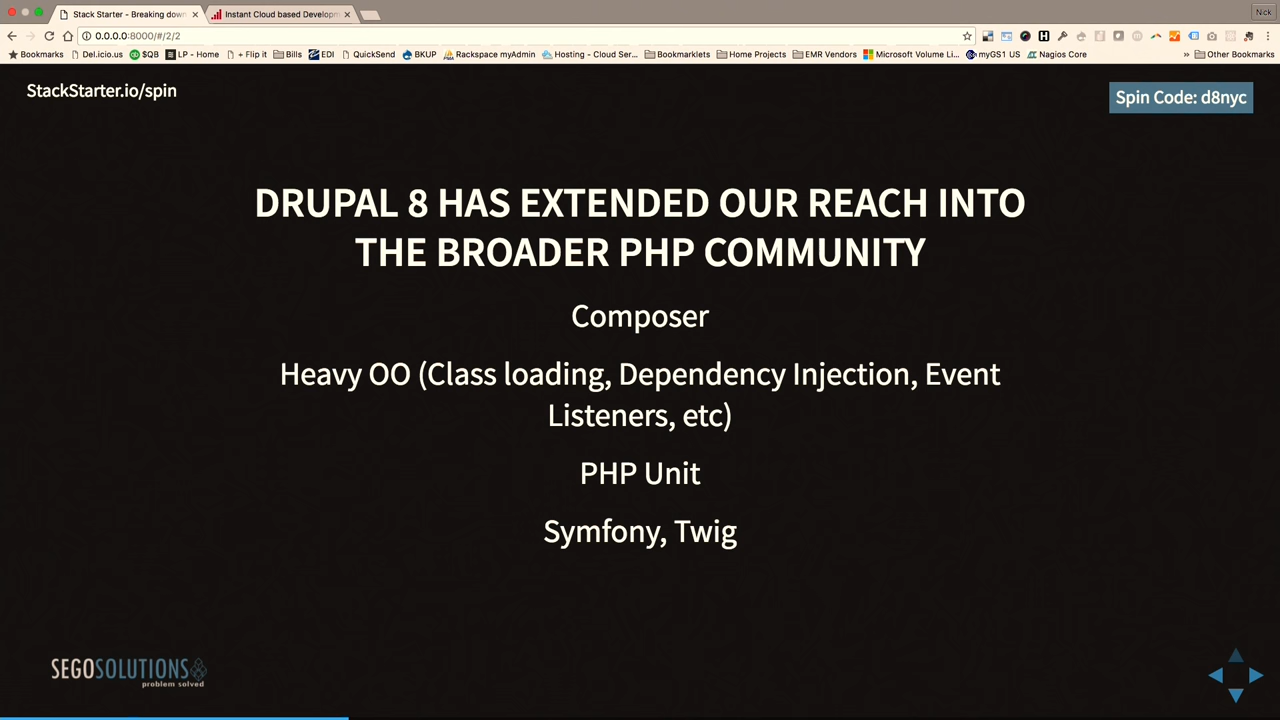 Stack Starter - Breaking down
Instant Cloud based Developm
Nick
0.0.0.0:8000/#/2/2
Bookmarks
Del.icio.us
$QB
LP - Home
+ Flip it
Bills
EDI
QuickSend
BKUP
Rackspace myAdmin
Hosting - Cloud Ser...
Bookmarklets
Home Projects
EMR Vendors
Microsoft Volume Li...
myGS1 US
Nagios Core
» Other Bookmarks
StackStarter.io/spin
Spin Code: d8nyc
DRUPAL 8 HAS EXTENDED OUR REACH INTO
THE BROADER PHP COMMUNITY
Composer
Heavy OO (Class loading, Dependency Injection, Event
Listeners, etc)
PHP Unit
Symfony, Twig
SEGOSOLUTIONS
problem solved